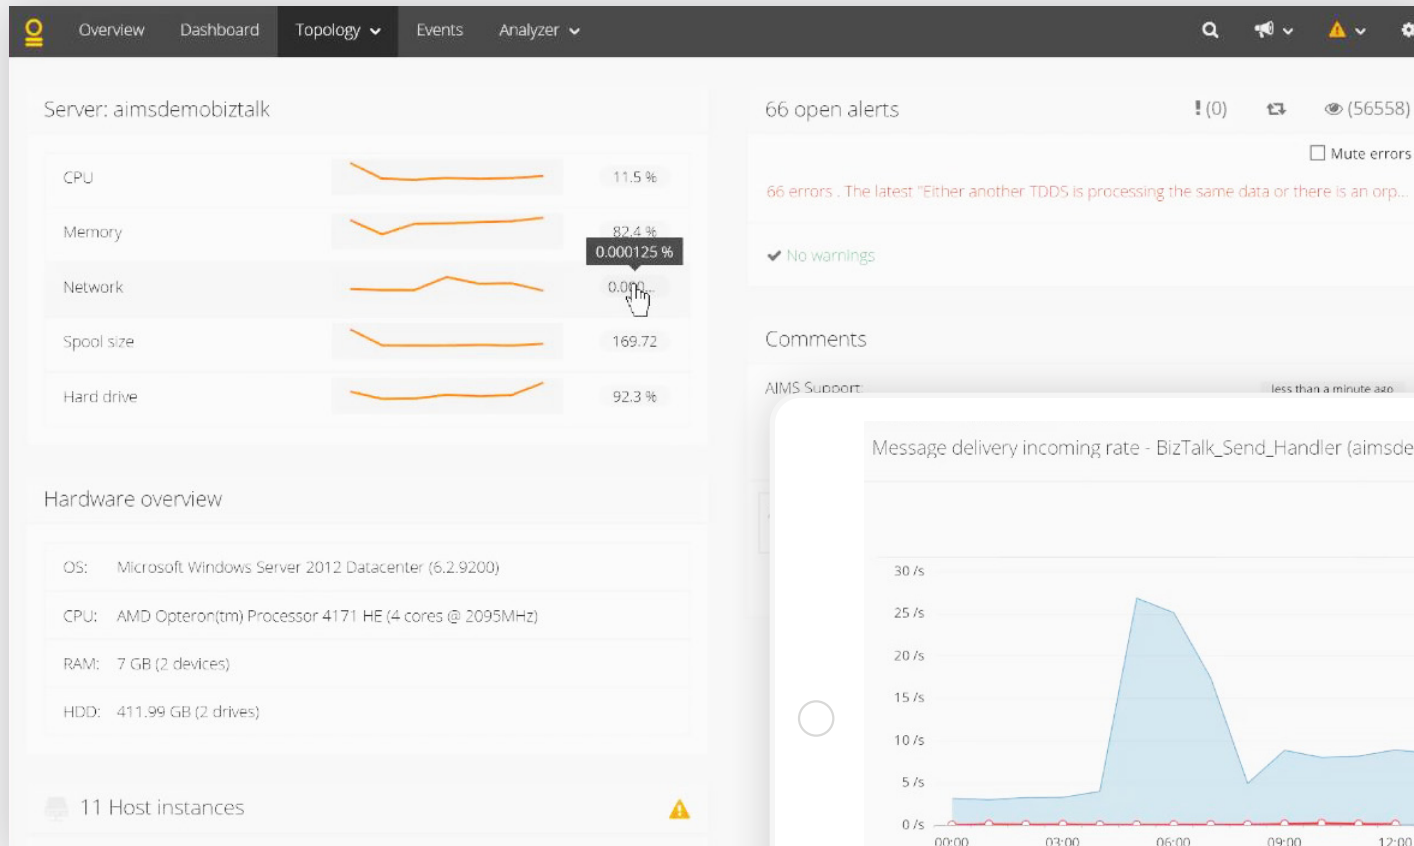 Overview Dashboard Topology Events Analyzer
Server: aimsdemobiztalk
CPU 11.5 %
Memory 82.4 %
0.000125 %
Network 0.000...
Spool size 169.72
Hard drive 92.3 %
Hardware overview
OS: Microsoft Windows Server 2012 Datacenter (6.2.9200)
CPU: AMD Opteron(tm) Processor 4171 HE (4 cores @ 2095MHz)
RAM: 7 GB (2 devices)
HDD: 411.99 GB (2 drives)
11 Host instances
66 open alerts ! (0) (56558)
Mute errors
66 errors . The latest "Either another TDDS is processing the same data or there is an orp...
No warnings
Comments
AIMS Support: less than a minute ago
Message delivery incoming rate - BizTalk_Send_Handler (aimsde
30 /s
25 /s
20 /s
15 /s
10 /s
5 /s
0 /s
00:00 03:00 06:00 09:00 12:00